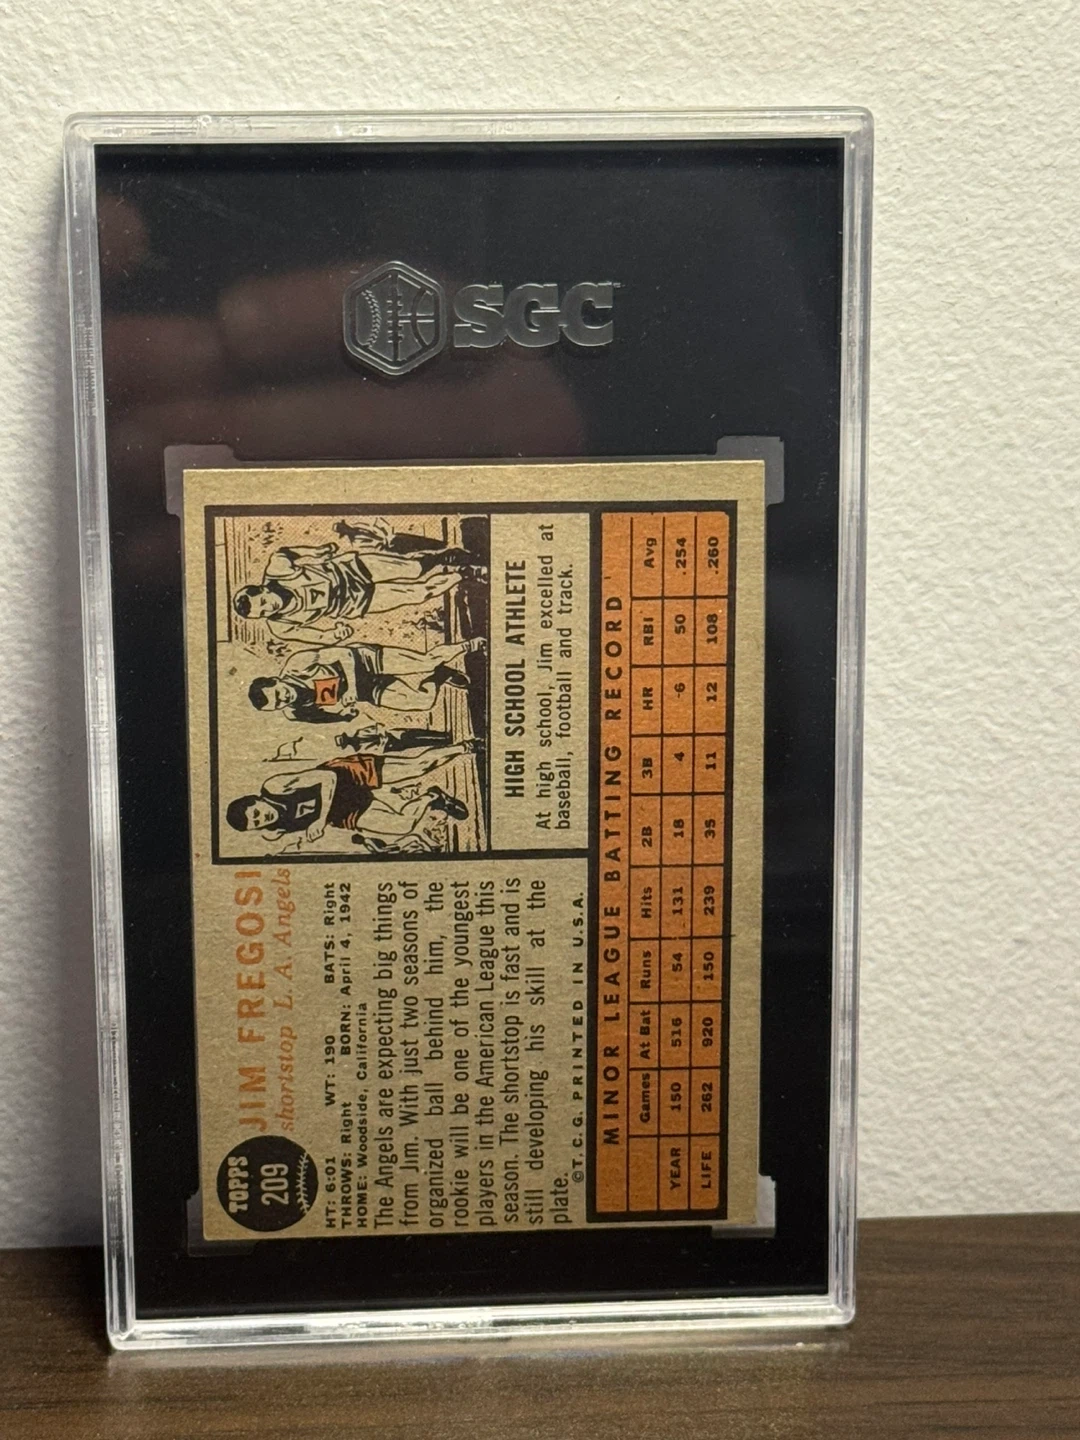 SGC
TOPPS
209
JIM FREGOSI
shortstop L. A. Angels
HT: 6:01 WT: 190 BATS: Right
THROWS: Right BORN: April 4, 1942
HOME: Woodside, California
The Angels are expecting big things
from Jim. With just two seasons of
organized ball behind him, the
rookie will be one of the youngest
players in the American League this
season. The shortstop is fast and is
still developing his skill at the
plate.
©T. C. G. PRINTED IN U.S.A.
7
2
7
HIGH SCHOOL ATHLETE
At high school, Jim excelled at
baseball, football and track.
MINOR LEAGUE BATTING RECORD
Games At Bat Runs Hits 2B 3B HR RBI Avg
YEAR 150 516 54 131 18 4 6 50 .254
LIFE 262 920 150 239 35 11 12 108 .260